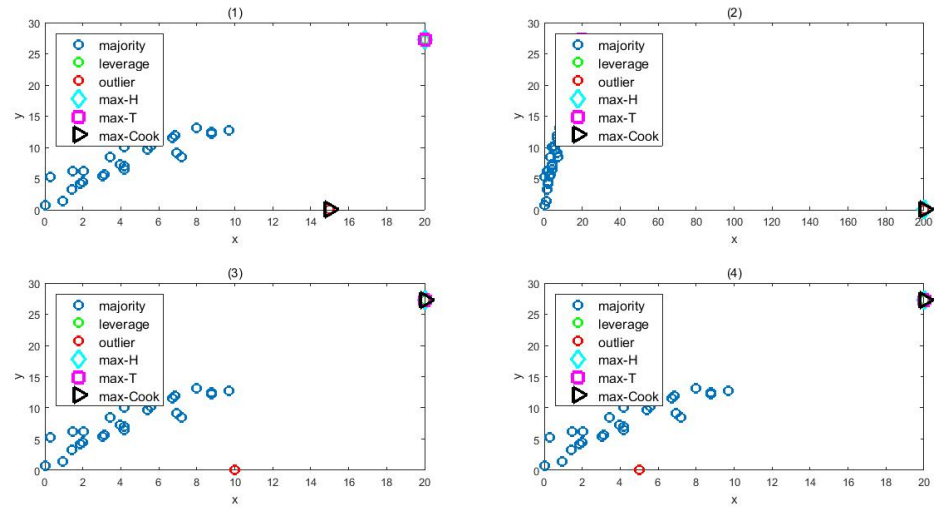 (1)
30
25
20
15
10
5
0
y
majority
leverage
outlier
max-H
max-T
max-Cook
0 2 4 6 8 10 12 14 16 18 20
x
(2)
30
25
20
15
10
5
0
y
majority
leverage
outlier
max-H
max-T
max-Cook
0 20 40 60 80 100 120 140 160 180 200
x
(3)
30
25
20
15
10
5
0
y
majority
leverage
outlier
max-H
max-T
max-Cook
0 2 4 6 8 10 12 14 16 18 20
x
(4)
30
25
20
15
10
5
0
y
majority
leverage
outlier
max-H
max-T
max-Cook
0 2 4 6 8 10 12 14 16 18 20
x